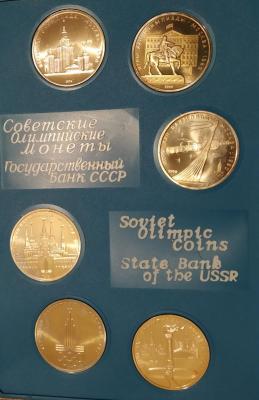 Советские
Олимпийские
Монеты
Государственный
Банк СССР
Soviet
Olympic
Coins
State Bank
of the USSR